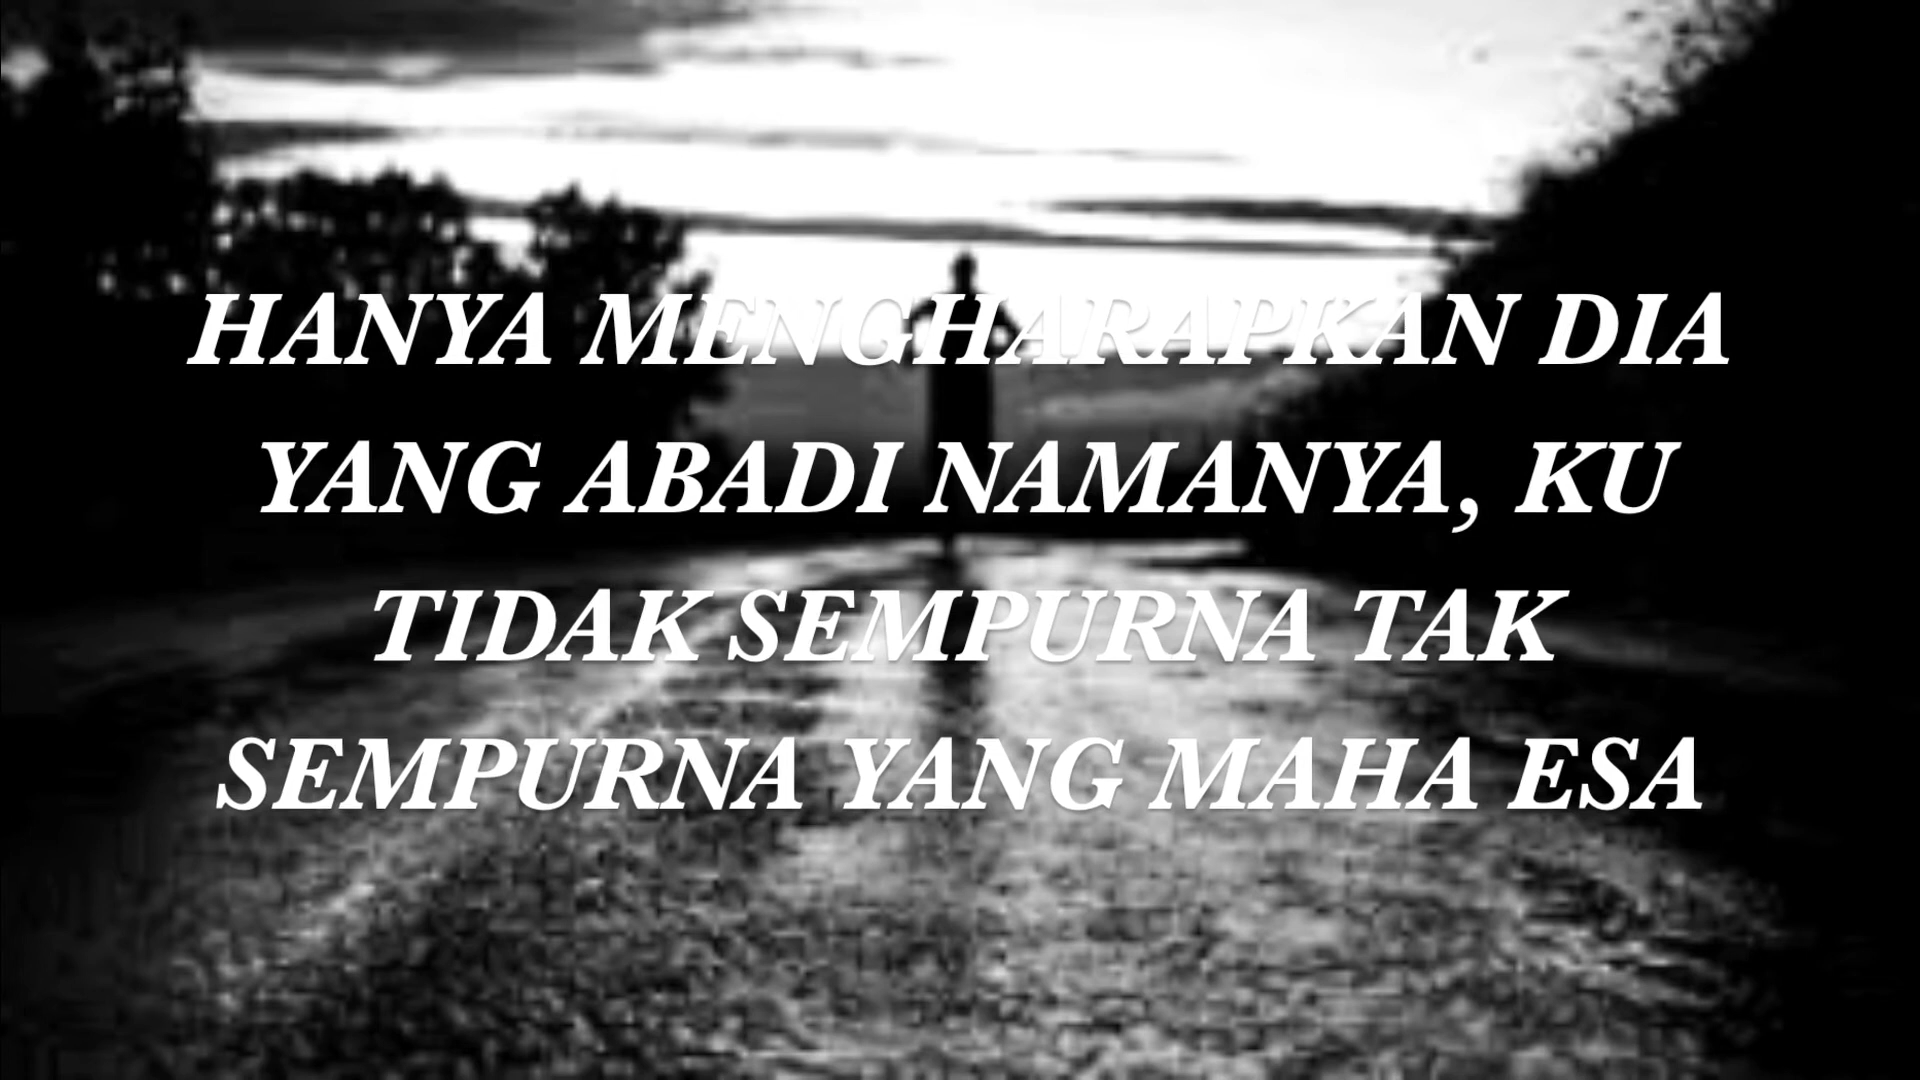 HANYA MENGHARAPKAN DIA
YANG ABADI NAMANYA, KU
TIDAK SEMPURNA TAK
SEMPURNA YANG MAHA ESA